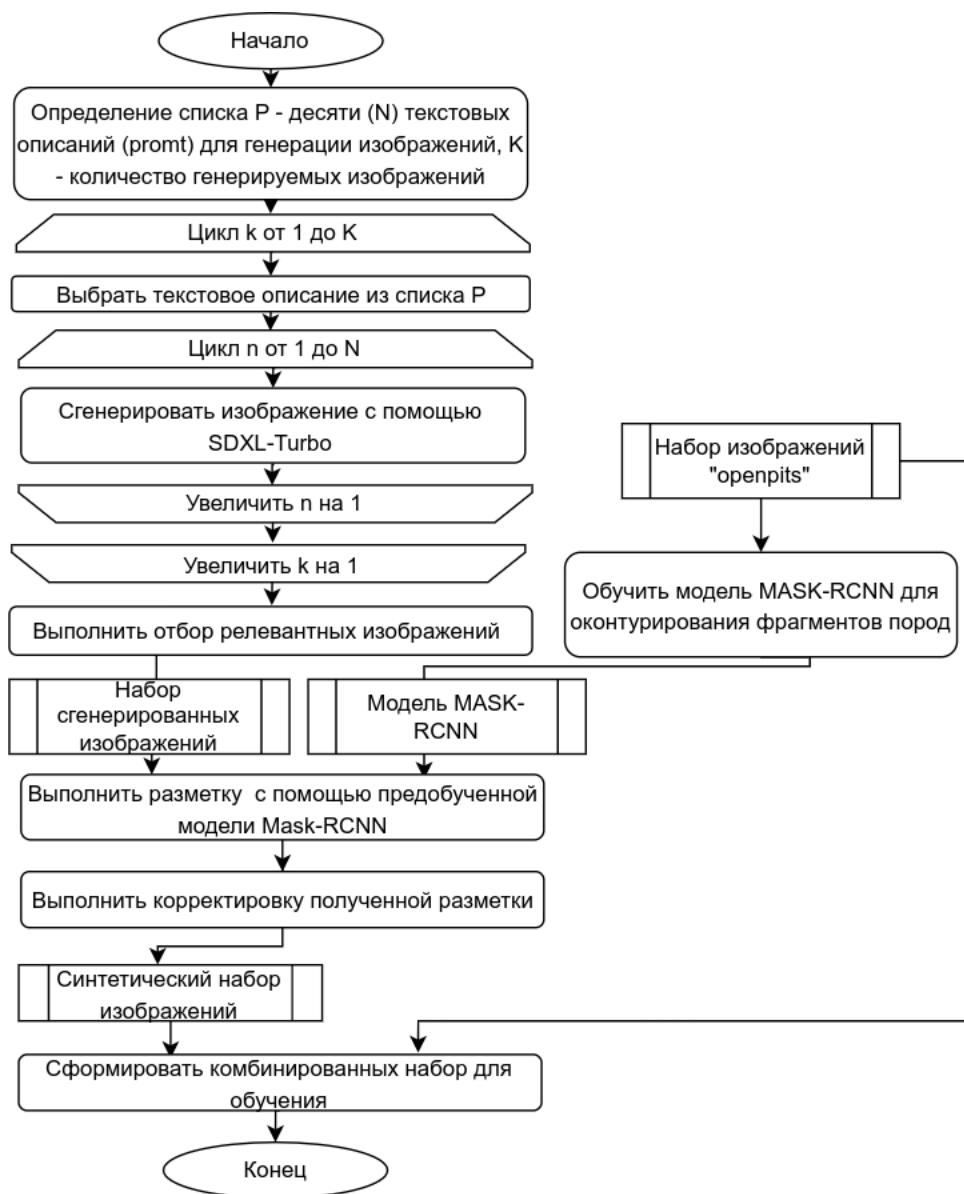 Начало
Определение списка P - десяти (N) текстовых
описаний (promt) для генерации изображений, K
- количество генерируемых изображений
Цикл k от 1 до K
Выбрать текстовое описание из списка P
Цикл n от 1 до N
Сгенерировать изображение с помощью
SDXL-Turbo
Увеличить n на 1
Увеличить k на 1
Выполнить отбор релевантных изображений
Набор изображений
"openpits"
Обучить модель MASK-RCNN для
оконтурирования фрагментов пород
Набор
сгенерированных
изображений
Модель MASK-
RCNN
Выполнить разметку с помощью предобученной
модели Mask-RCNN
Выполнить корректировку полученной разметки
Синтетический набор
изображений
Сформировать комбинированных набор для
обучения
Конец